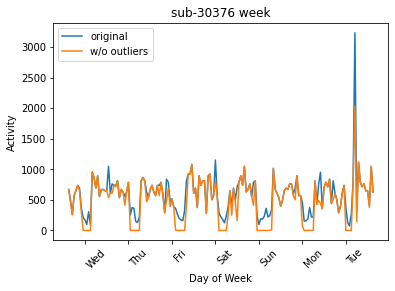 sub-30376 week
original
w/o outliers
Activity
3000
2500
2000
1500
1000
500
0
Wed
Thu
Fri
Sat
Sun
Mon
Tue
Day of Week